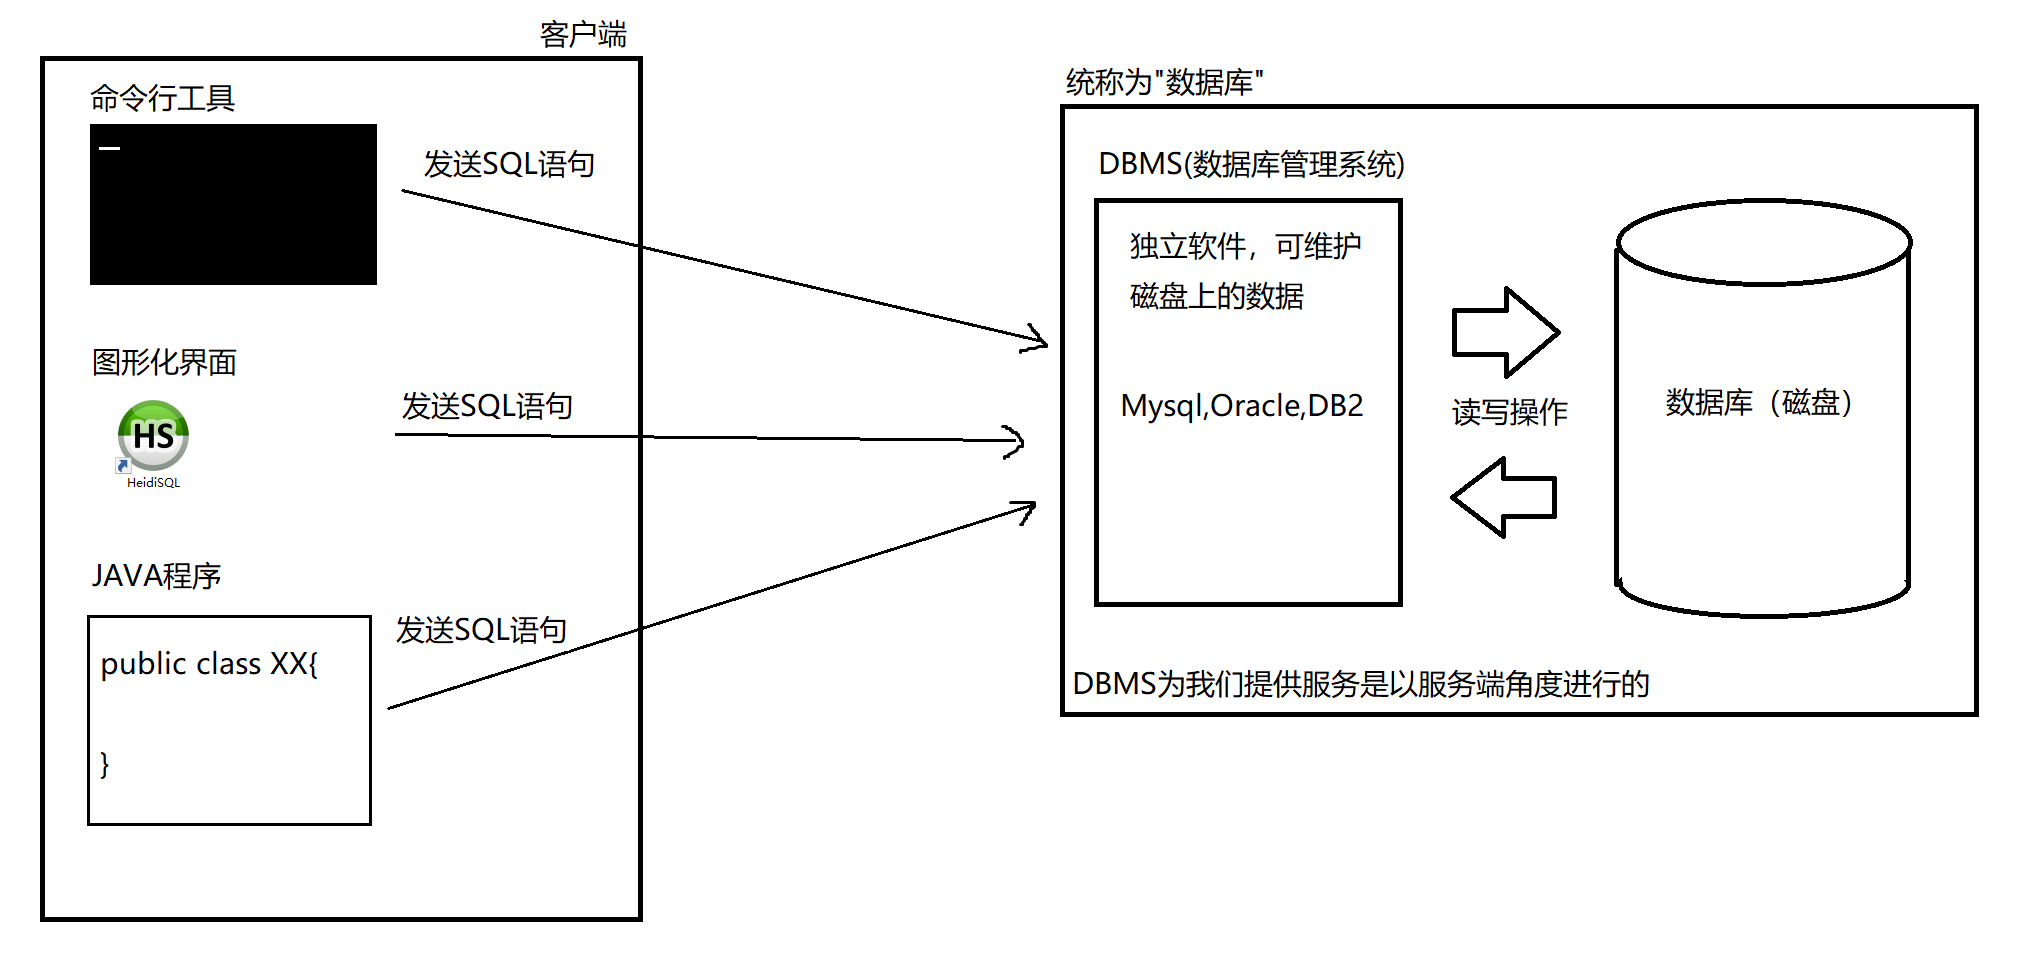 客户端
命令行工具
发送SQL语句
图形化界面
发送SQL语句
HS
HeidiSQL
JAVA程序
发送SQL语句
public class XX{
}
统称为"数据库"
DBMS(数据库管理系统)
独立软件，可维护
磁盘上的数据
Mysql,Oracle,DB2
读写操作
数据库（磁盘）
DBMS为我们提供服务是以服务端角度进行的